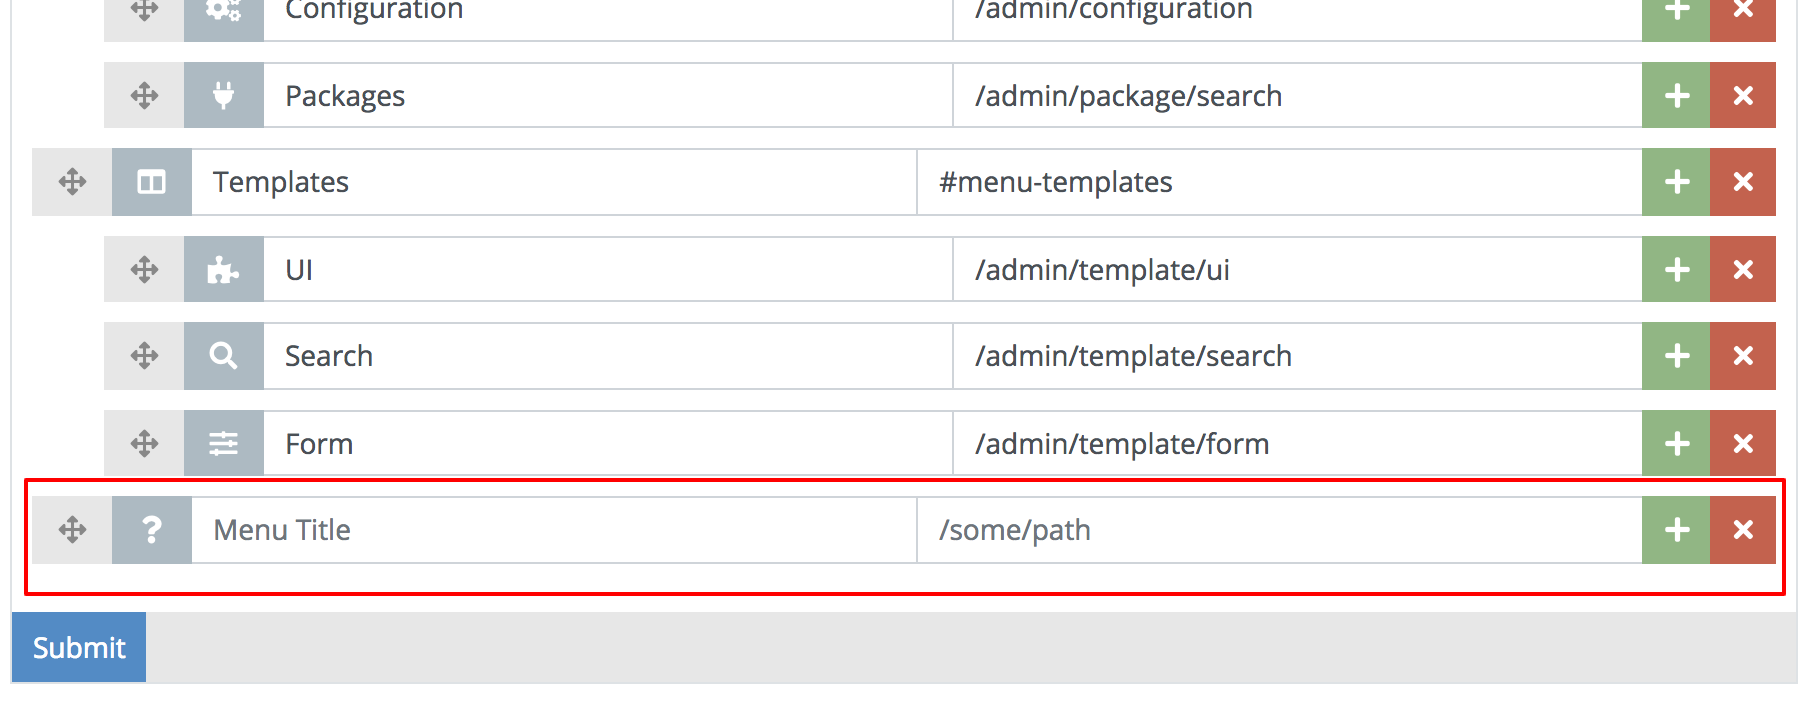 Configuration /admin/configuration
Packages /admin/package/search
Templates #menu-templates
UI /admin/template/ui
Search /admin/template/search
Form /admin/template/form
Menu Title /some/path
Submit